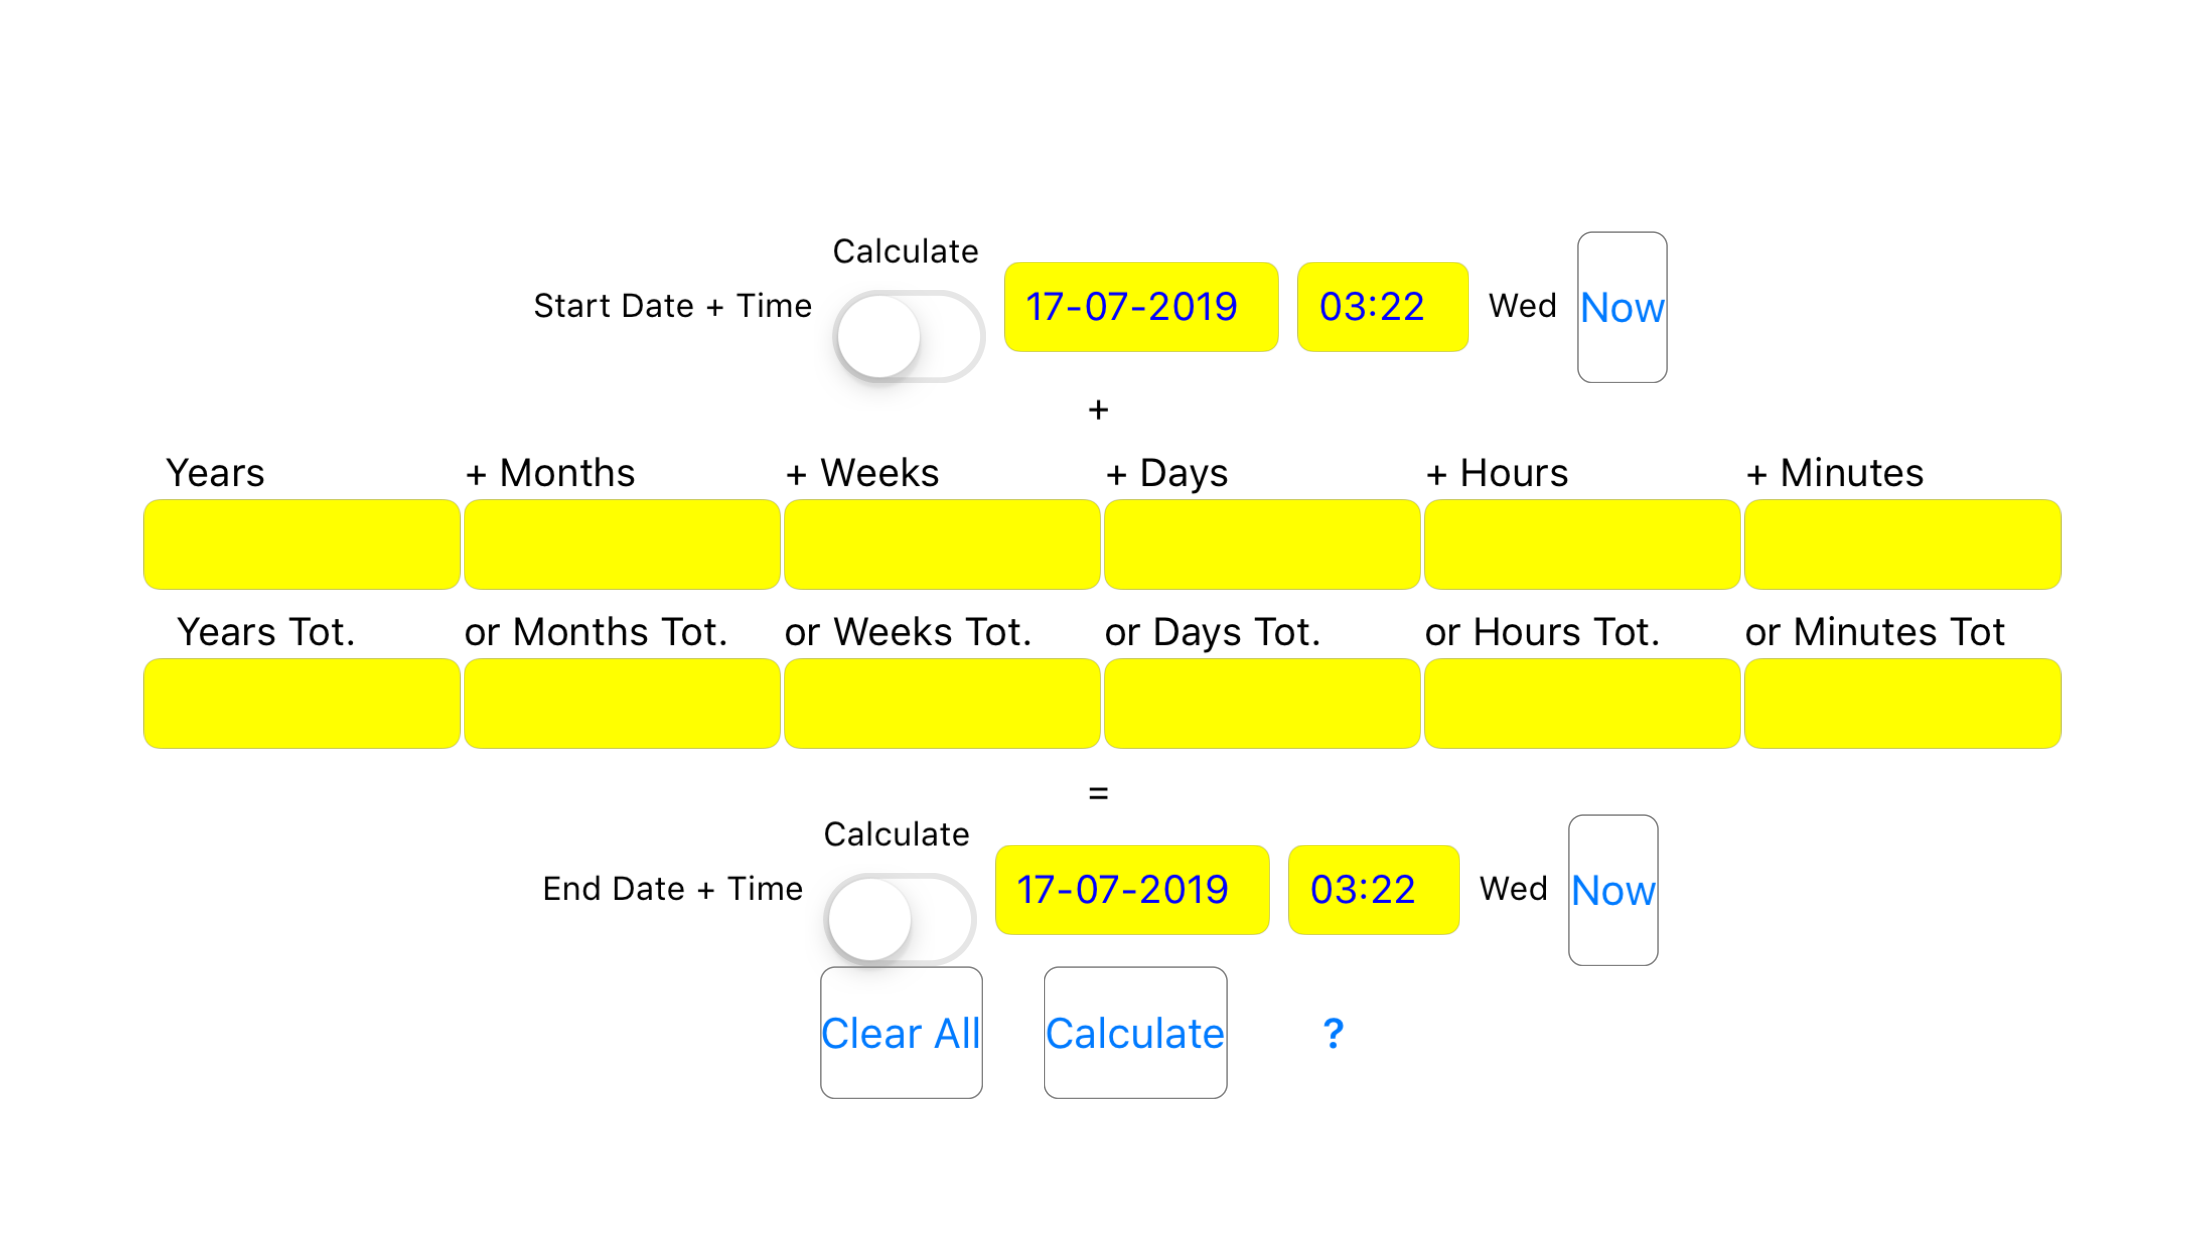 Calculate
Start Date + Time 17-07-2019 03:22 Wed Now
+
Years + Months + Weeks + Days + Hours + Minutes
Years Tot. or Months Tot. or Weeks Tot. or Days Tot. or Hours Tot. or Minutes Tot
=
Calculate
End Date + Time 17-07-2019 03:22 Wed Now
Clear All Calculate ?